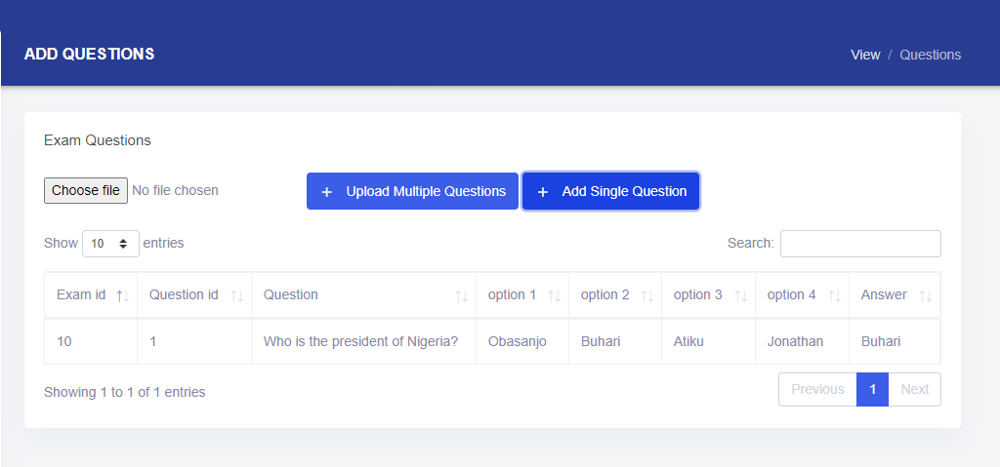 ADD QUESTIONS View / Questions
Exam Questions
Choose file No file chosen + Upload Multiple Questions + Add Single Question
Show 10 entries Search:
Exam id Question id Question option 1 option 2 option 3 option 4 Answer
10 1 Who is the president of Nigeria? Obasanjo Buhari Atiku Jonathan Buhari
Showing 1 to 1 of 1 entries Previous 1 Next